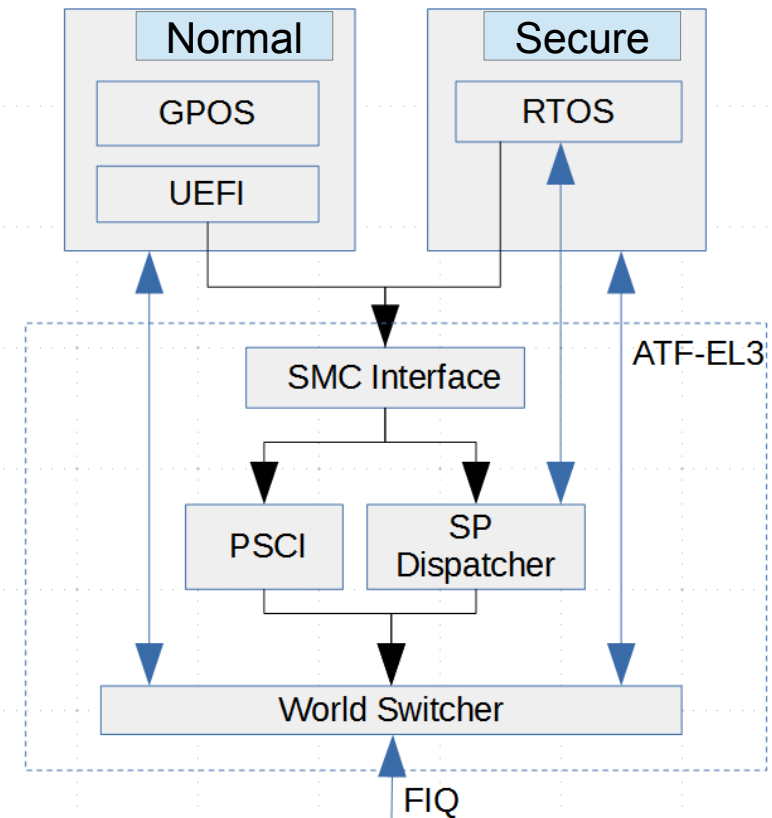 Normal
Secure
GPOS
RTOS
UEFI
ATF-EL3
SMC Interface
PSCI
SP
Dispatcher
World Switcher
FIQ